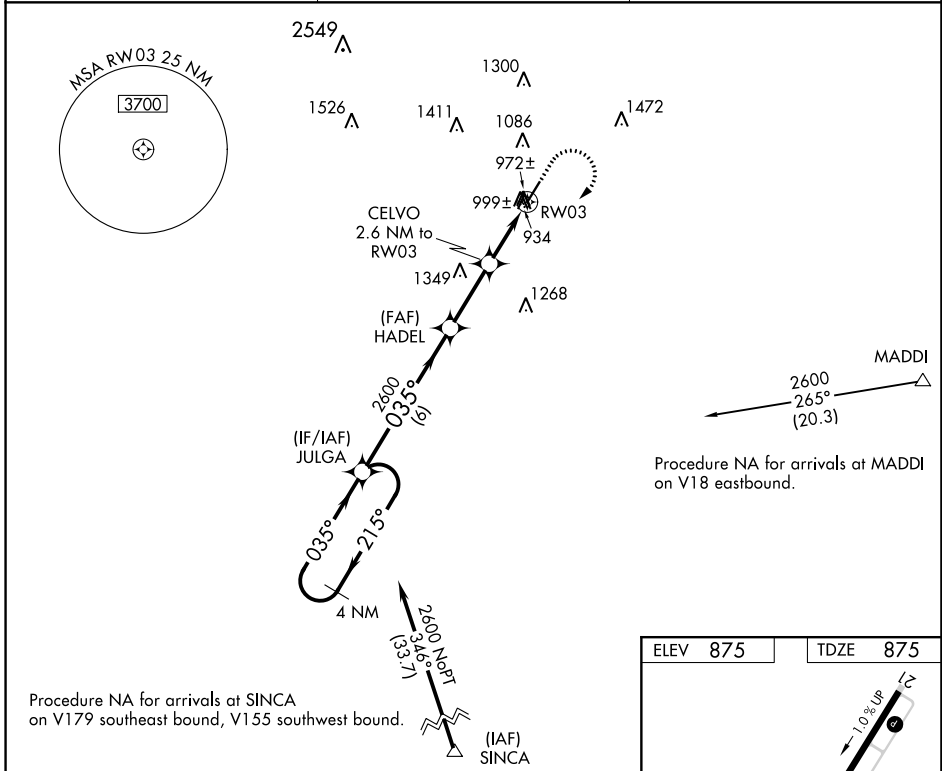 MSA RW03 25 NM
3700
2549
1300
1526
1411
1086
1472
972±
999±
RW03
934
CELVO
2.6 NM to
RW03
1349
1268
(FAF)
HADEL
MADDI
2600
265°
(20.3)
2600
035°
(6)
(IF/IAF)
JULGA
Procedure NA for arrivals at MADDI
on V18 eastbound.
035°
215°
4 NM
2600 NoPT
346°
(33.7)
ELEV 875
TDZE 875
Procedure NA for arrivals at SINCA
on V179 southeast bound, V155 southwest bound.
(IAF)
SINCA
21
1.0% UP
P